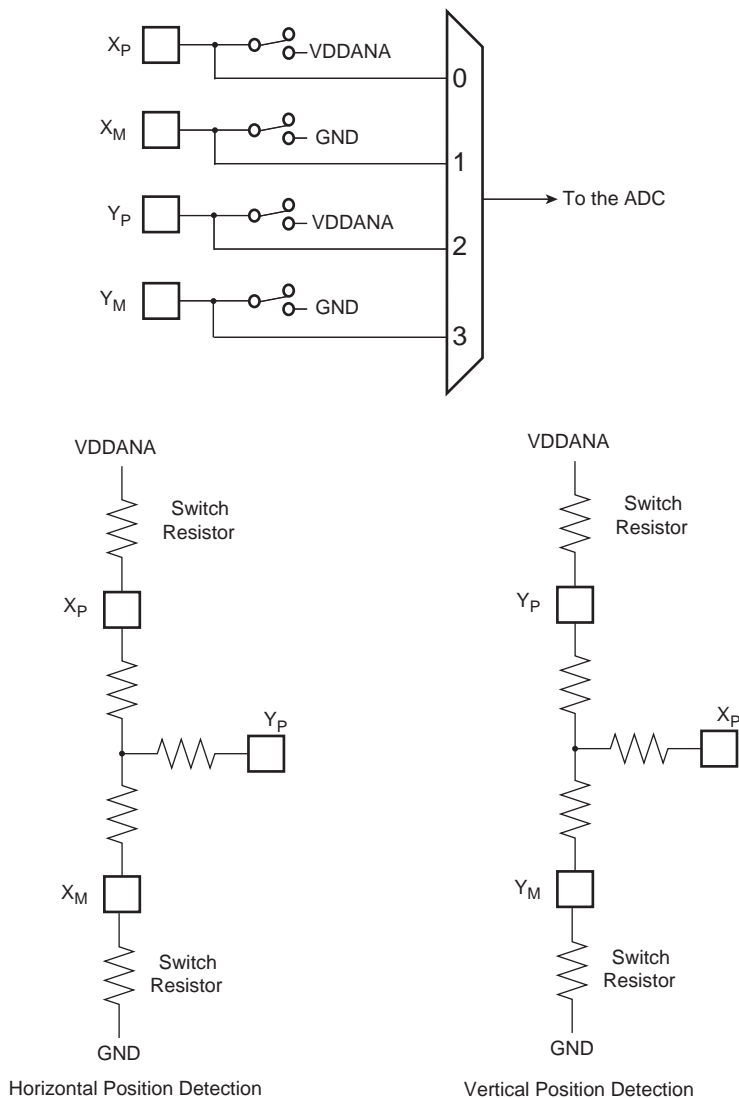 XP
VDDANA
0
XM
GND
1
To the ADC
YP
VDDANA
2
YM
GND
3
VDDANA
Switch
Resistor
XP
YP
XM
Switch
Resistor
GND
Horizontal Position Detection
VDDANA
Switch
Resistor
YP
XP
YM
Switch
Resistor
GND
Vertical Position Detection